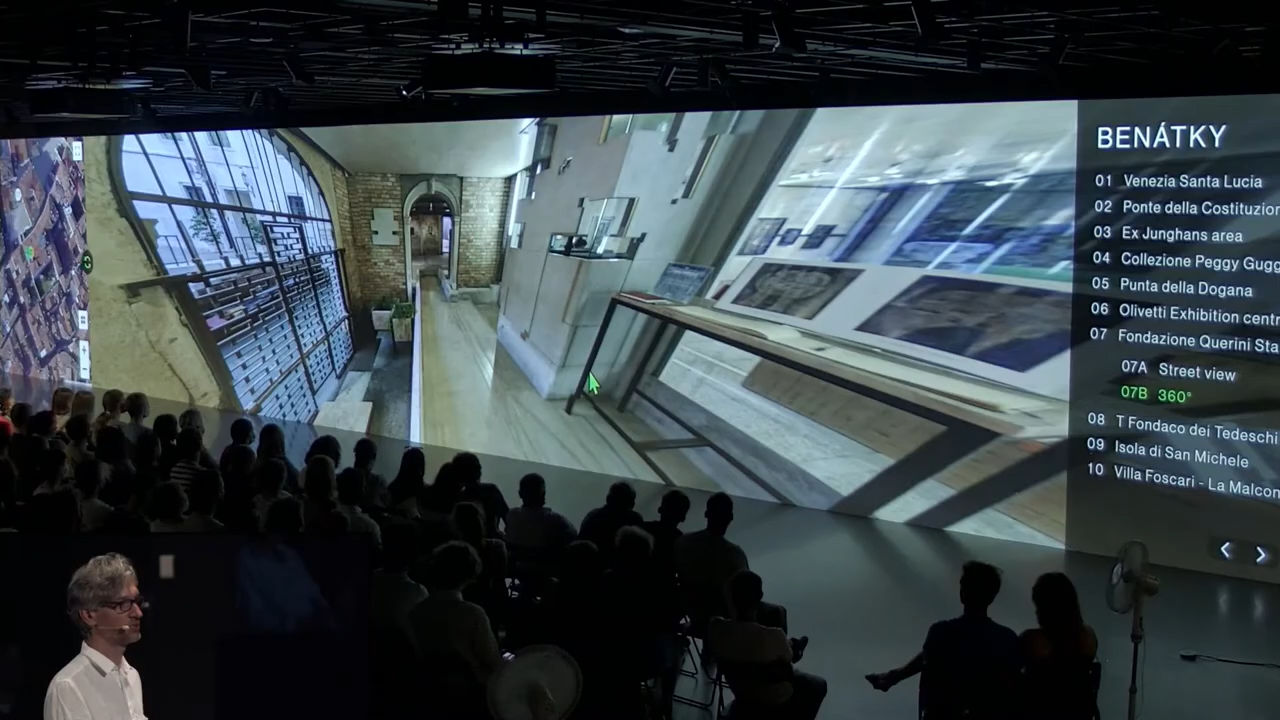 BENÁTKY
01 Venezia Santa Lucia
02 Ponte della Costituzion
03 Ex Junghans area
04 Collezione Peggy Gugg
05 Punta della Dogana
06 Olivetti Exhibition centr
07 Fondazione Querini Sta
07A Street view
07B 360°
08 T Fondaco dei Tedeschi
09 Isola di San Michele
10 Villa Foscari - La Malcon